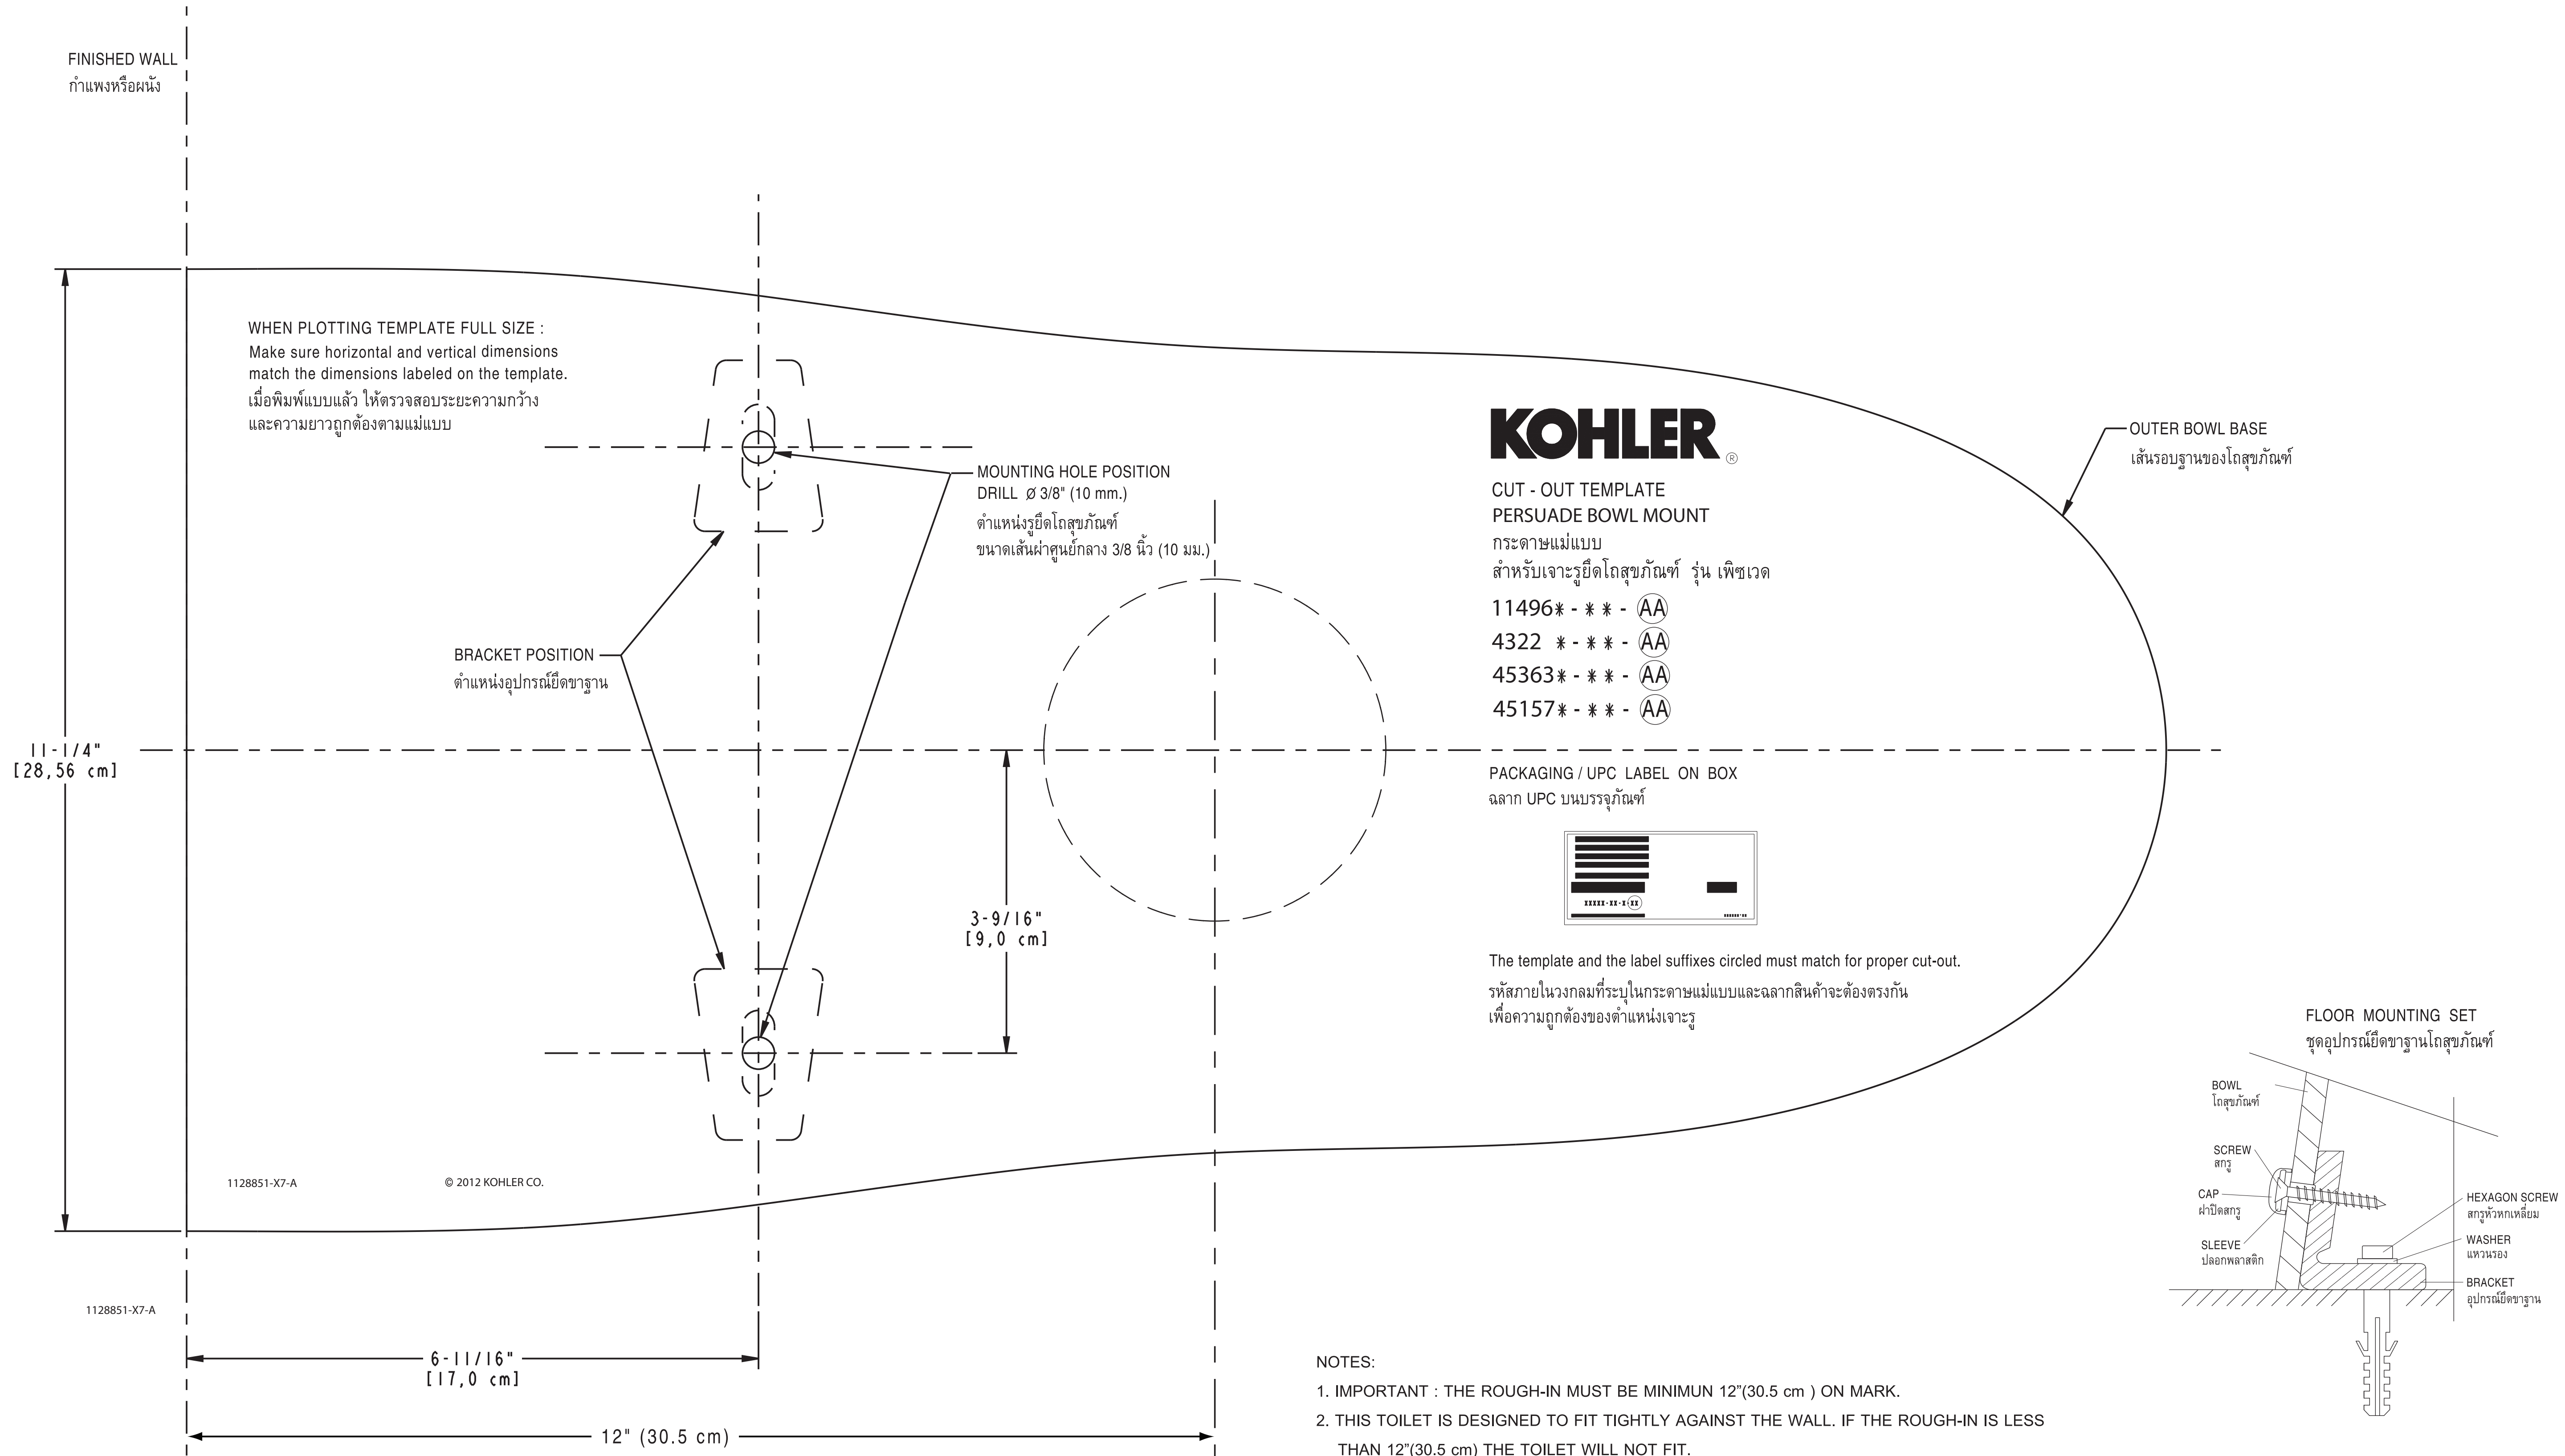 FINISHED WALL
กำแพงหรือผนัง
WHEN PLOTTING TEMPLATE FULL SIZE :
Make sure horizontal and vertical dimensions
match the dimensions labeled on the template.
เมื่อพิมพ์แบบแล้ว ให้ตรวจสอบระยะความกว้าง
และความยาวถูกต้องตามแม่แบบ
MOUNTING HOLE POSITION
DRILL Ø 3/8" (10 mm.)
ตำแหน่งรูยึดโถสุขภัณฑ์
ขนาดเส้นผ่าศูนย์กลาง 3/8 นิ้ว (10 มม.)
BRACKET POSITION
ตำแหน่งอุปกรณ์ยึดขาฐาน
11-1/4"
[28,56 cm]
3-9/16"
[9,0 cm]
KOHLER®
CUT - OUT TEMPLATE
PERSUADE BOWL MOUNT
กระดาษแม่แบบ
สำหรับเจาะรูยึดโถสุขภัณฑ์ รุ่น เพิซเวด
11496* - * * - AA
4322 * - * * - AA
45363* - * * - AA
45157* - * * - AA
OUTER BOWL BASE
เส้นรอบฐานของโถสุขภัณฑ์
PACKAGING / UPC LABEL ON BOX
ฉลาก UPC บนบรรจุภัณฑ์
XXXXX-XX-X-XX
XXXXXX-XX
The template and the label suffixes circled must match for proper cut-out.
รหัสภายในวงกลมที่ระบุในกระดาษแม่แบบและฉลากสินค้าจะต้องตรงกัน
เพื่อความถูกต้องของตำแหน่งเจาะรู
FLOOR MOUNTING SET
ชุดอุปกรณ์ยึดขาฐานโถสุขภัณฑ์
BOWL
โถสุขภัณฑ์
SCREW
สกรู
CAP
ฝาปิดสกรู
SLEEVE
ปลอกพลาสติก
HEXAGON SCREW
สกรูหัวหกเหลี่ยม
WASHER
แหวนรอง
BRACKET
อุปกรณ์ยึดขาฐาน
1128851-X7-A
© 2012 KOHLER CO.
1128851-X7-A
6-11/16"
[17,0 cm]
12" (30.5 cm)
NOTES:
1. IMPORTANT : THE ROUGH-IN MUST BE MINIMUN 12”(30.5 cm ) ON MARK.
2. THIS TOILET IS DESIGNED TO FIT TIGHTLY AGAINST THE WALL. IF THE ROUGH-IN IS LESS
THAN 12”(30.5 cm) THE TOILET WILL NOT FIT.